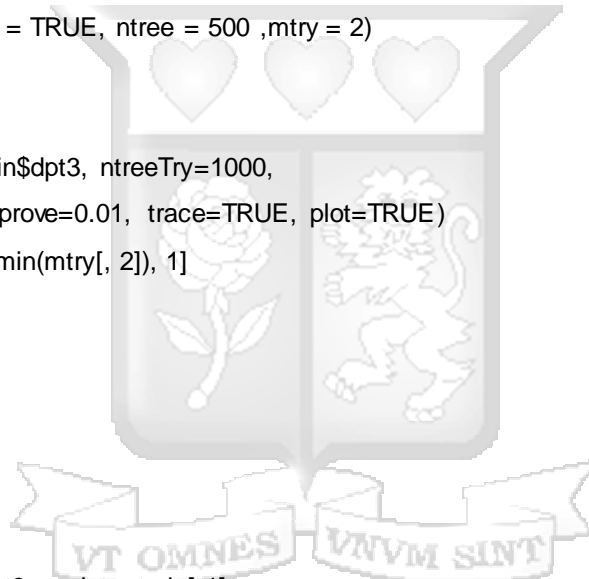 = TRUE, ntree = 500 ,mtry = 2)
in$dpt3, ntreeTry=1000,
prove=0.01, trace=TRUE, plot=TRUE)
min(mtry[, 2]), 1]
VT OMNES VNVM SINT